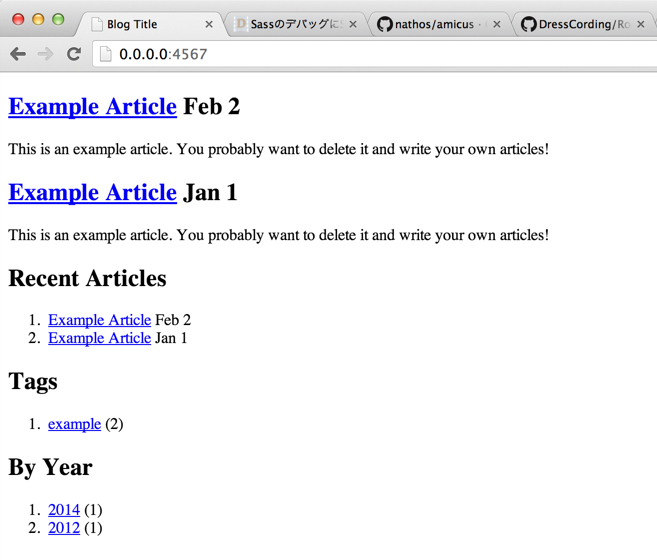 Blog Title
Sassのデバッグに
nathos/amicus
DressCording/Ro
0.0.0.0:4567
Example Article Feb 2
This is an example article. You probably want to delete it and write your own articles!
Example Article Jan 1
This is an example article. You probably want to delete it and write your own articles!
Recent Articles
1. Example Article Feb 2
2. Example Article Jan 1
Tags
1. example (2)
By Year
1. 2014 (1)
2. 2012 (1)